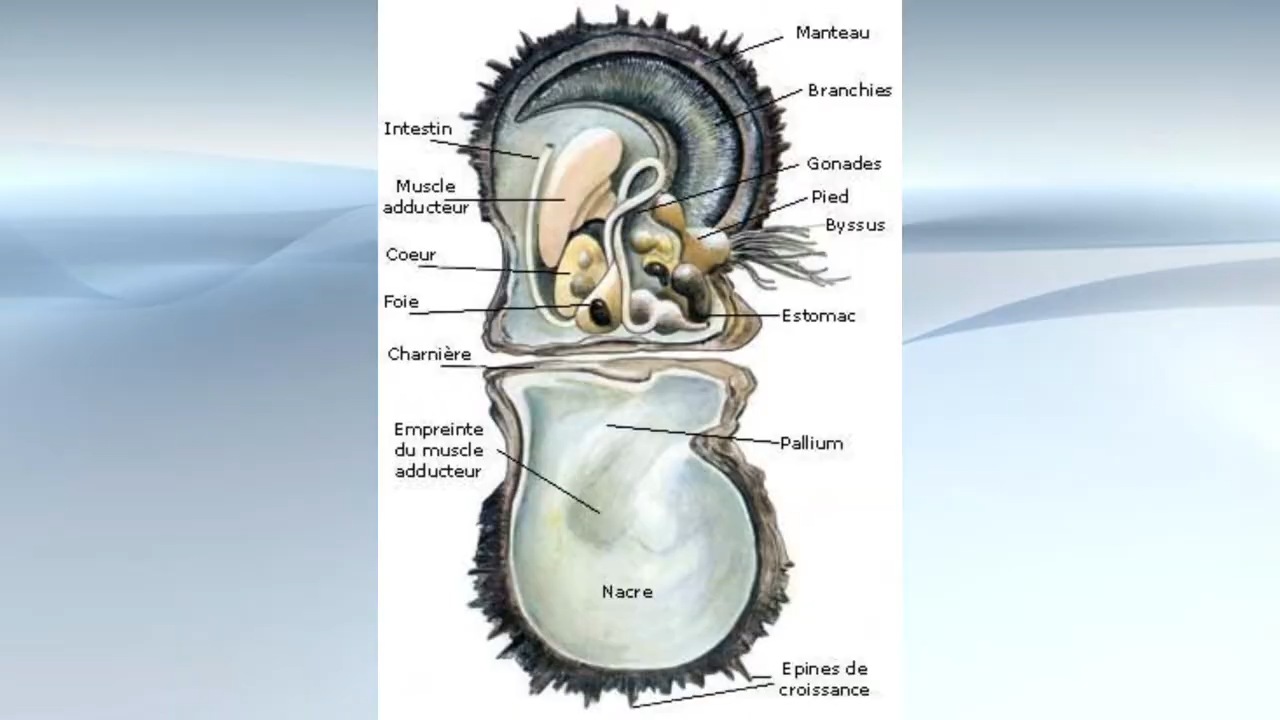 Manteau
Branchies
Intestin
Gonades
Muscle
adducteur
Pied
Byssus
Coeur
Foie
Estomac
Charnière
Empreinte
du muscle
adducteur
Pallium
Nacre
Epines de
croissance